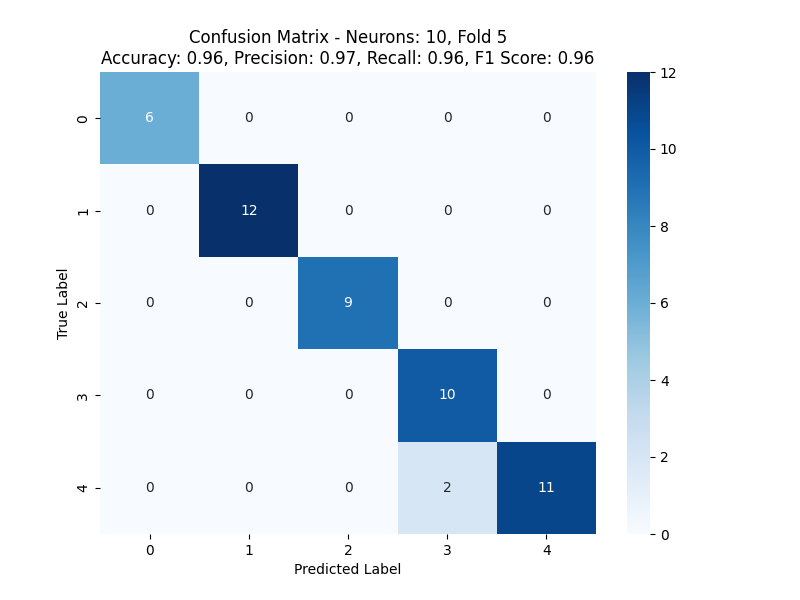 Confusion Matrix - Neurons: 10, Fold 5
Accuracy: 0.96, Precision: 0.97, Recall: 0.96, F1 Score: 0.96
12
10
8
6
4
2
0
True Label
0 6 0 0 0 0
1 0 12 0 0 0
2 0 0 9 0 0
3 0 0 0 10 0
4 0 0 0 2 11
0 1 2 3 4
Predicted Label